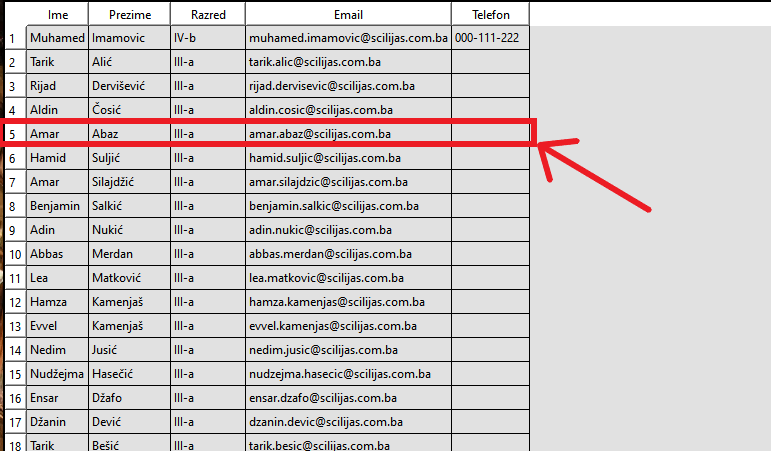 Ime Prezime Razred Email Telefon
1 Muhamed Imamovic IV-b muhamed.imamovic@scilijas.com.ba 000-111-222
2 Tarik Alić III-a tarik.alic@scilijas.com.ba
3 Rijad Dervišević III-a rijad.dervisevic@scilijas.com.ba
4 Aldin Čosić III-a aldin.cosic@scilijas.com.ba
5 Amar Abaz III-a amar.abaz@scilijas.com.ba
6 Hamid Suljić III-a hamid.suljic@scilijas.com.ba
7 Amar Silajdžić III-a amar.silajdzic@scilijas.com.ba
8 Benjamin Salkić III-a benjamin.salkic@scilijas.com.ba
9 Adin Nukić III-a adin.nukic@scilijas.com.ba
10 Abbas Merdan III-a abbas.merdan@scilijas.com.ba
11 Lea Matković III-a lea.matkovic@scilijas.com.ba
12 Hamza Kamenjaš III-a hamza.kamenjas@scilijas.com.ba
13 Evvel Kamenjaš III-a evvel.kamenjas@scilijas.com.ba
14 Nedim Jusić III-a nedim.jusic@scilijas.com.ba
15 Nudžejma Hasečić III-a nudzejma.hasecic@scilijas.com.ba
16 Ensar Džafo III-a ensar.dzafo@scilijas.com.ba
17 Džanin Dević III-a dzanin.devic@scilijas.com.ba
18 Tarik Bešić III-a tarik.besic@scilijas.com.ba